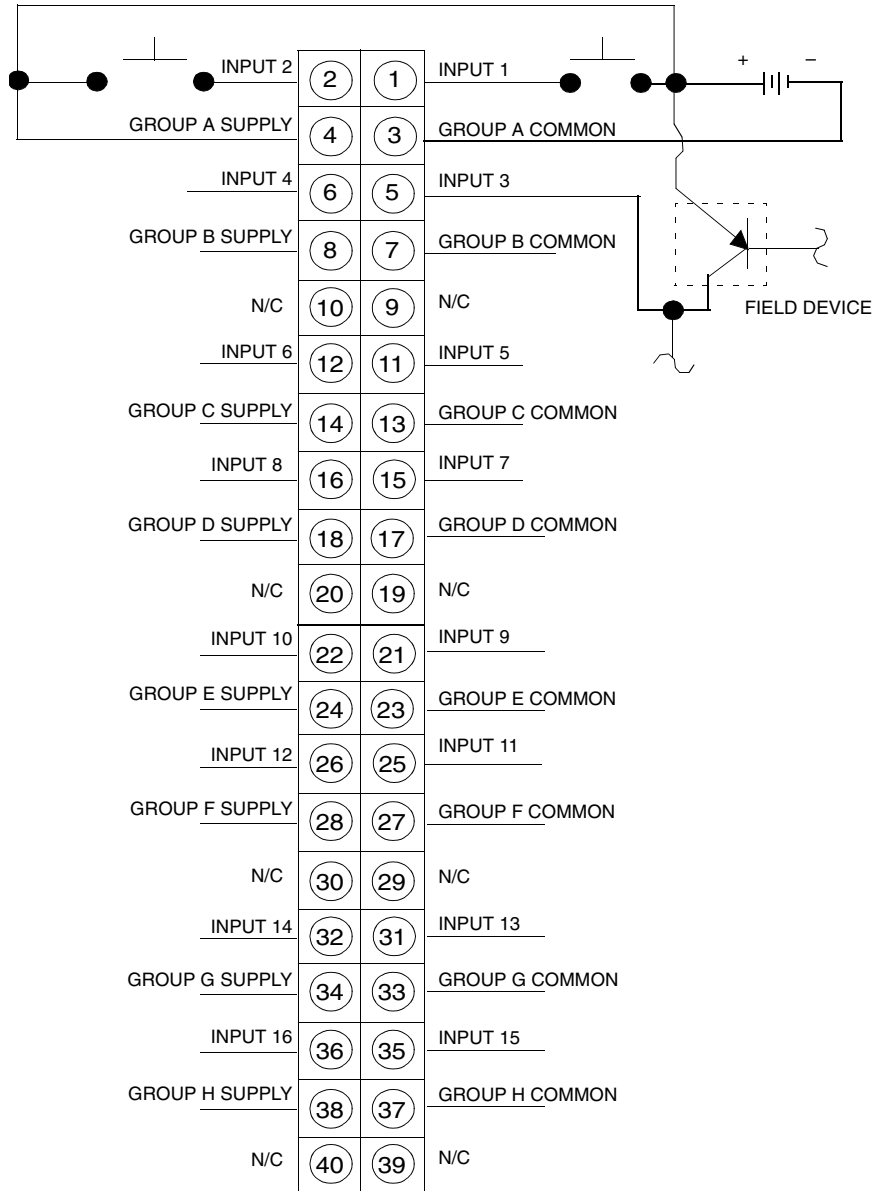 + −
INPUT 2 2 1 INPUT 1
GROUP A SUPPLY 4 3 GROUP A COMMON
INPUT 4 6 5 INPUT 3
GROUP B SUPPLY 8 7 GROUP B COMMON
N/C 10 9 N/C
FIELD DEVICE
INPUT 6 12 11 INPUT 5
GROUP C SUPPLY 14 13 GROUP C COMMON
INPUT 8 16 15 INPUT 7
GROUP D SUPPLY 18 17 GROUP D COMMON
N/C 20 19 N/C
INPUT 10 22 21 INPUT 9
GROUP E SUPPLY 24 23 GROUP E COMMON
INPUT 12 26 25 INPUT 11
GROUP F SUPPLY 28 27 GROUP F COMMON
N/C 30 29 N/C
INPUT 14 32 31 INPUT 13
GROUP G SUPPLY 34 33 GROUP G COMMON
INPUT 16 36 35 INPUT 15
GROUP H SUPPLY 38 37 GROUP H COMMON
N/C 40 39 N/C